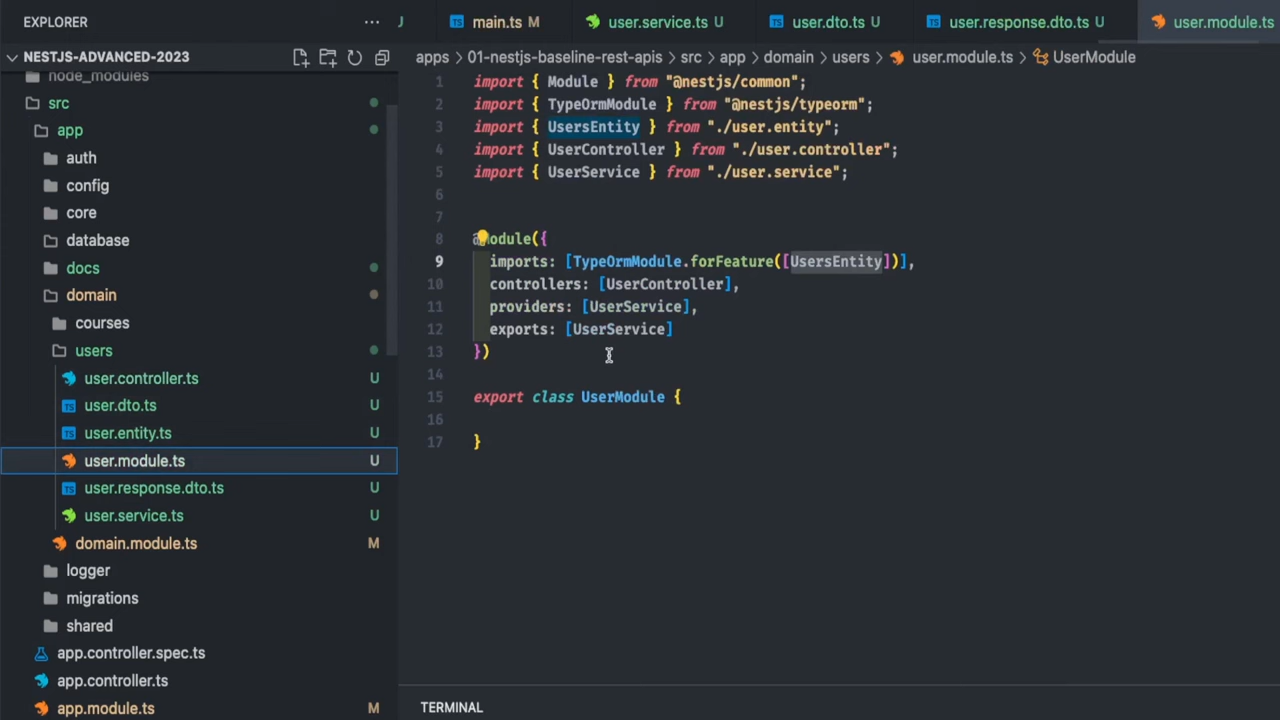 EXPLORER
NESTJS-ADVANCED-2023
node_modules
src
app
auth
config
core
database
docs
domain
courses
users
user.controller.ts U
user.dto.ts U
user.entity.ts U
user.module.ts U
user.response.dto.ts U
user.service.ts U
domain.module.ts M
logger
migrations
shared
app.controller.spec.ts
app.controller.ts
app.module.ts M
TS main.ts M
user.service.ts U
TS user.dto.ts U
TS user.response.dto.ts U
user.module.ts
apps > 01-nestjs-baseline-rest-apis > src > app > domain > users > user.module.ts > UserModule
1 import { Module } from "@nestjs/common";
2 import { TypeOrmModule } from "@nestjs/typeorm";
3 import { UsersEntity } from "./user.entity";
4 import { UserController } from "./user.controller";
5 import { UserService } from "./user.service";
6
7
8 @Module({
9 imports: [TypeOrmModule.forFeature([UsersEntity])],
10 controllers: [UserController],
11 providers: [UserService],
12 exports: [UserService]
13 })
14
15 export class UserModule {
16
17 }
TERMINAL